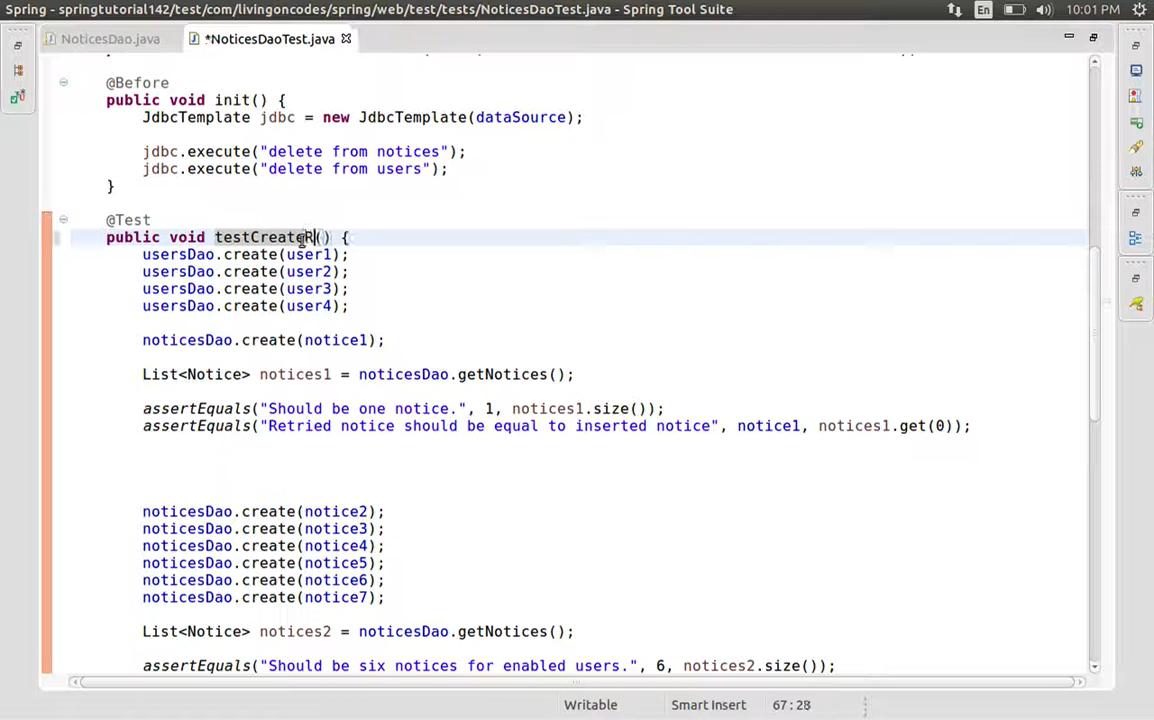 Spring - springtutorial142/test/com/livingoncodes/spring/web/test/tests/NoticesDaoTest.java - Spring Tool Suite
En
10:01 PM
NoticesDao.java
*NoticesDaoTest.java
@Before
public void init() {
JdbcTemplate jdbc = new JdbcTemplate(dataSource);
jdbc.execute("delete from notices");
jdbc.execute("delete from users");
}
@Test
public void testCreateR() {
usersDao.create(user1);
usersDao.create(user2);
usersDao.create(user3);
usersDao.create(user4);
noticesDao.create(notice1);
List<Notice> notices1 = noticesDao.getNotices();
assertEquals("Should be one notice.", 1, notices1.size());
assertEquals("Retried notice should be equal to inserted notice", notice1, notices1.get(0));
noticesDao.create(notice2);
noticesDao.create(notice3);
noticesDao.create(notice4);
noticesDao.create(notice5);
noticesDao.create(notice6);
noticesDao.create(notice7);
List<Notice> notices2 = noticesDao.getNotices();
assertEquals("Should be six notices for enabled users.", 6, notices2.size());
Writable
Smart Insert
67 : 28